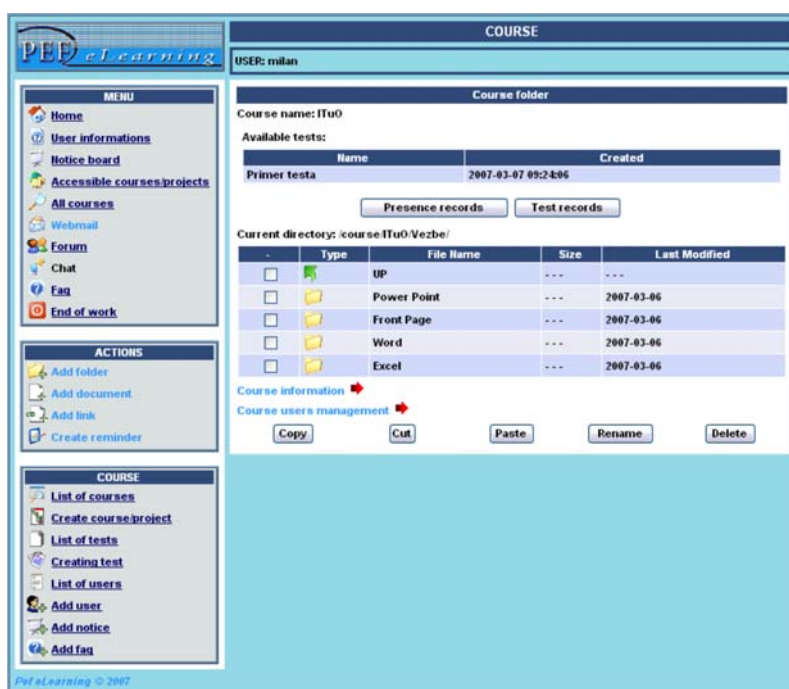 PEF eLearning
COURSE
USER: milan
MENU
Home
User informations
Notice board
Accessible courses/projects
All courses
Webmail
Forum
Chat
Faq
End of work
ACTIONS
Add folder
Add document
Add link
Create reminder
COURSE
List of courses
Create course/project
List of tests
Creating test
List of users
Add user
Add notice
Add faq
Pef eLearning © 2007
Course folder
Course name: ITuO
Available tests:
Name Created
Primer testa 2007-03-07 09:24:06
Presence records Test records
Current directory: /course/ITuO/Vezbe/
- Type File Name Size Last Modified
UP - - - - - -
Power Point - - - 2007-03-06
Front Page - - - 2007-03-06
Word - - - 2007-03-06
Excel - - - 2007-03-06
Course information
Course users management
Copy Cut Paste Rename Delete